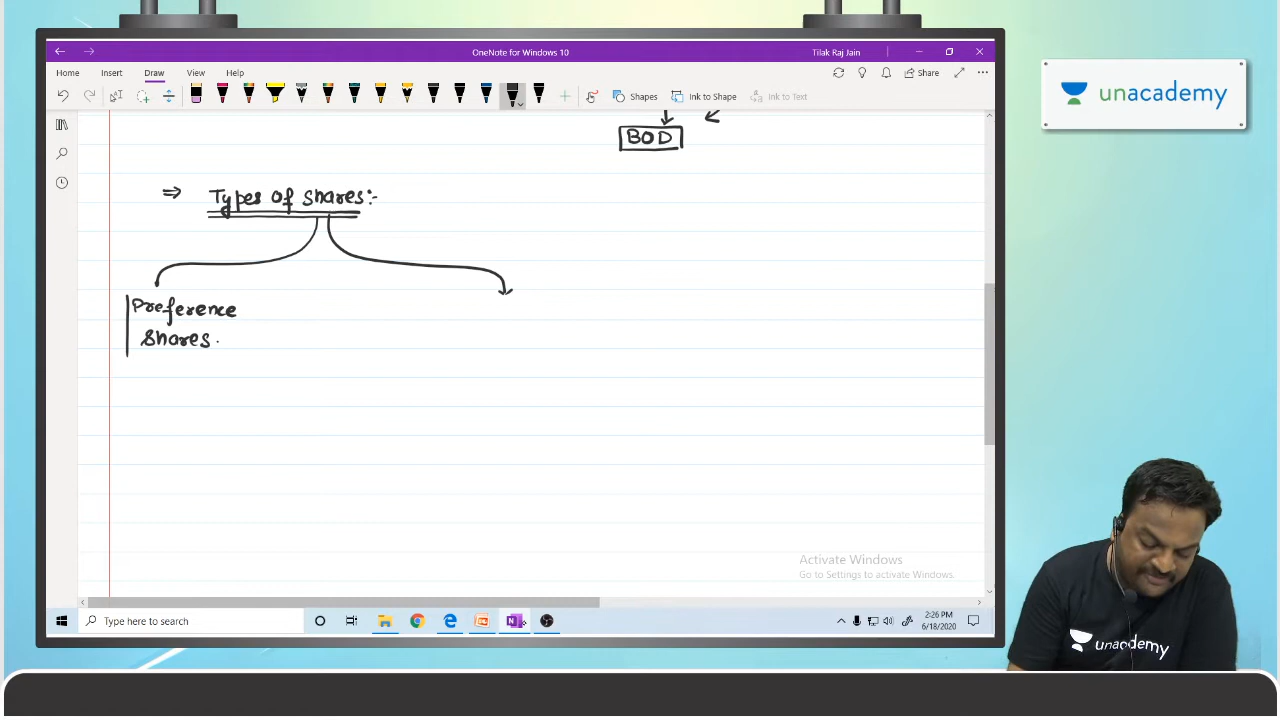 OneNote for Windows 10
Tilak Raj Jain
Home Insert Draw View Help
Share
Shapes
Ink to Shape
Ink to Text
BOD
⇒ Types of shares:-
Preference
Shares.
Activate Windows
Go to Settings to activate Windows.
Type here to search
2:26 PM
6/18/2020
unacademy
unacademy